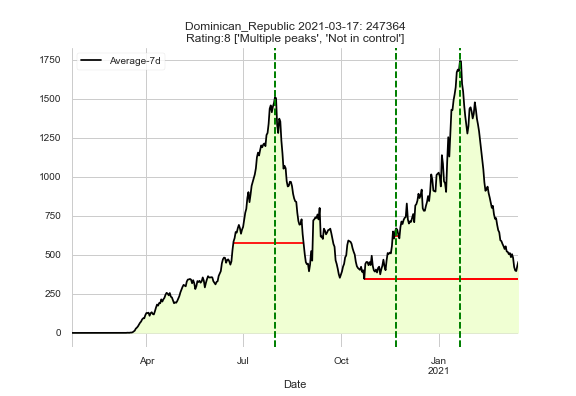 Dominican_Republic 2021-03-17: 247364
Rating:8 ['Multiple peaks', 'Not in control']
Average-7d
1750
1500
1250
1000
750
500
250
0
Apr
Jul
Oct
Jan
2021
Date